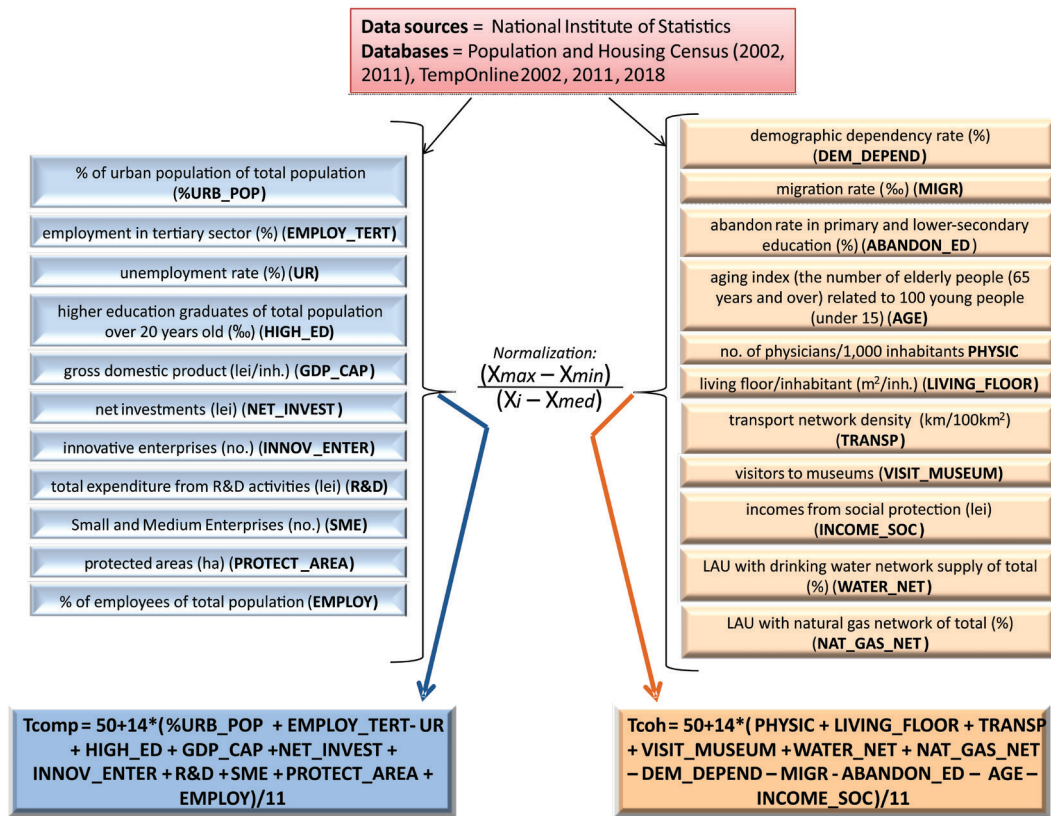 Data sources = National Institute of Statistics
Databases = Population and Housing Census (2002,
2011), TempOnline2002, 2011, 2018
% of urban population of total population
(%URB_POP)
employment in tertiary sector (%) (EMPLOY_TERT)
unemployment rate (%) (UR)
higher education graduates of total population
over 20 years old (‰) (HIGH_ED)
gross domestic product (lei/inh.) (GDP_CAP)
net investments (lei) (NET_INVEST)
innovative enterprises (no.) (INNOV_ENTER)
total expenditure from R&D activities (lei) (R&D)
Small and Medium Enterprises (no.) (SME)
protected areas (ha) (PROTECT_AREA)
% of employees of total population (EMPLOY)
Normalization:
(Xmax – Xmin)
(Xi – Xmed)
demographic dependency rate (%)
(DEM_DEPEND)
migration rate (‰) (MIGR)
abandon rate in primary and lower-secondary
education (%) (ABANDON_ED)
aging index (the number of elderly people (65
years and over) related to 100 young people
(under 15) (AGE)
no. of physicians/1,000 inhabitants PHYSIC
living floor/inhabitant (m²/inh.) (LIVING_FLOOR)
transport network density (km/100km²)
(TRANSP)
visitors to museums (VISIT_MUSEUM)
incomes from social protection (lei)
(INCOME_SOC)
LAU with drinking water network supply of total
(%) (WATER_NET)
LAU with natural gas network of total (%)
(NAT_GAS_NET)
Tcomp = 50+14*(%URB_POP + EMPLOY_TERT- UR
+ HIGH_ED + GDP_CAP +NET_INVEST +
INNOV_ENTER + R&D + SME + PROTECT_AREA +
EMPLOY)/11
Tcoh = 50+14*( PHYSIC + LIVING_FLOOR + TRANSP
+ VISIT_MUSEUM + WATER_NET + NAT_GAS_NET
– DEM_DEPEND – MIGR - ABANDON_ED – AGE –
INCOME_SOC)/11